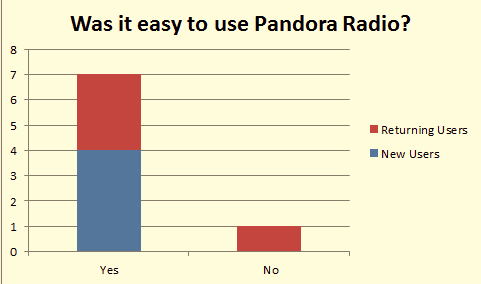 Was it easy to use Pandora Radio?
8
7
6
5
4
3
2
1
0
Yes
No
Returning Users
New Users